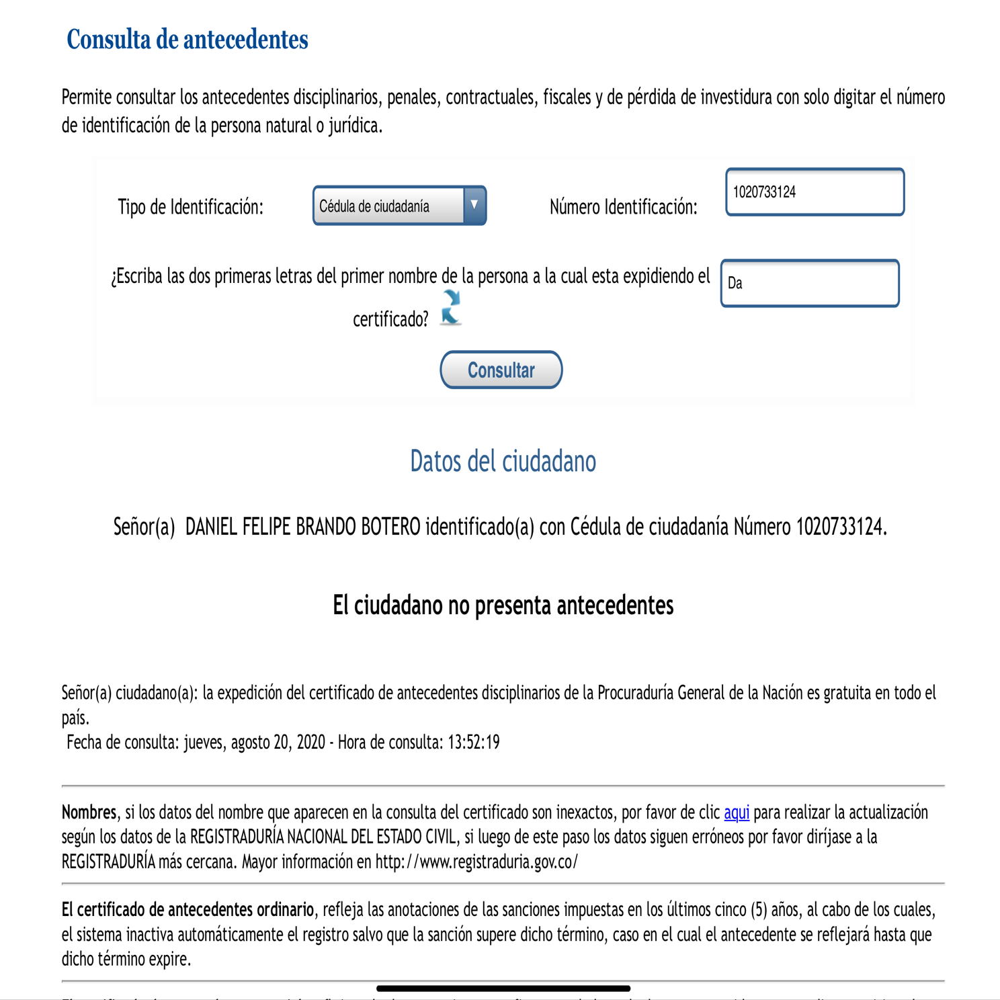 Consulta de antecedentes
Permite consultar los antecedentes disciplinarios, penales, contractuales, fiscales y de pérdida de investidura con solo digitar el número
de identificación de la persona natural o jurídica.
Tipo de Identificación: Cédula de ciudadanía Número Identificación: 1020733124
¿Escriba las dos primeras letras del primer nombre de la persona a la cual esta expidiendo el Da
certificado?
Consultar
Datos del ciudadano
Señor(a) DANIEL FELIPE BRANDO BOTERO identificado(a) con Cédula de ciudadanía Número 1020733124.
El ciudadano no presenta antecedentes
Señor(a) ciudadano(a): la expedición del certificado de antecedentes disciplinarios de la Procuraduría General de la Nación es gratuita en todo el
país.
Fecha de consulta: jueves, agosto 20, 2020 - Hora de consulta: 13:52:19
Nombres, si los datos del nombre que aparecen en la consulta del certificado son inexactos, por favor de clic aqui para realizar la actualización
según los datos de la REGISTRADURÍA NACIONAL DEL ESTADO CIVIL, si luego de este paso los datos siguen erróneos por favor diríjase a la
REGISTRADURÍA más cercana. Mayor información en http://www.registraduria.gov.co/
El certificado de antecedentes ordinario, refleja las anotaciones de las sanciones impuestas en los últimos cinco (5) años, al cabo de los cuales,
el sistema inactiva automáticamente el registro salvo que la sanción supere dicho término, caso en el cual el antecedente se reflejará hasta que
dicho término expire.